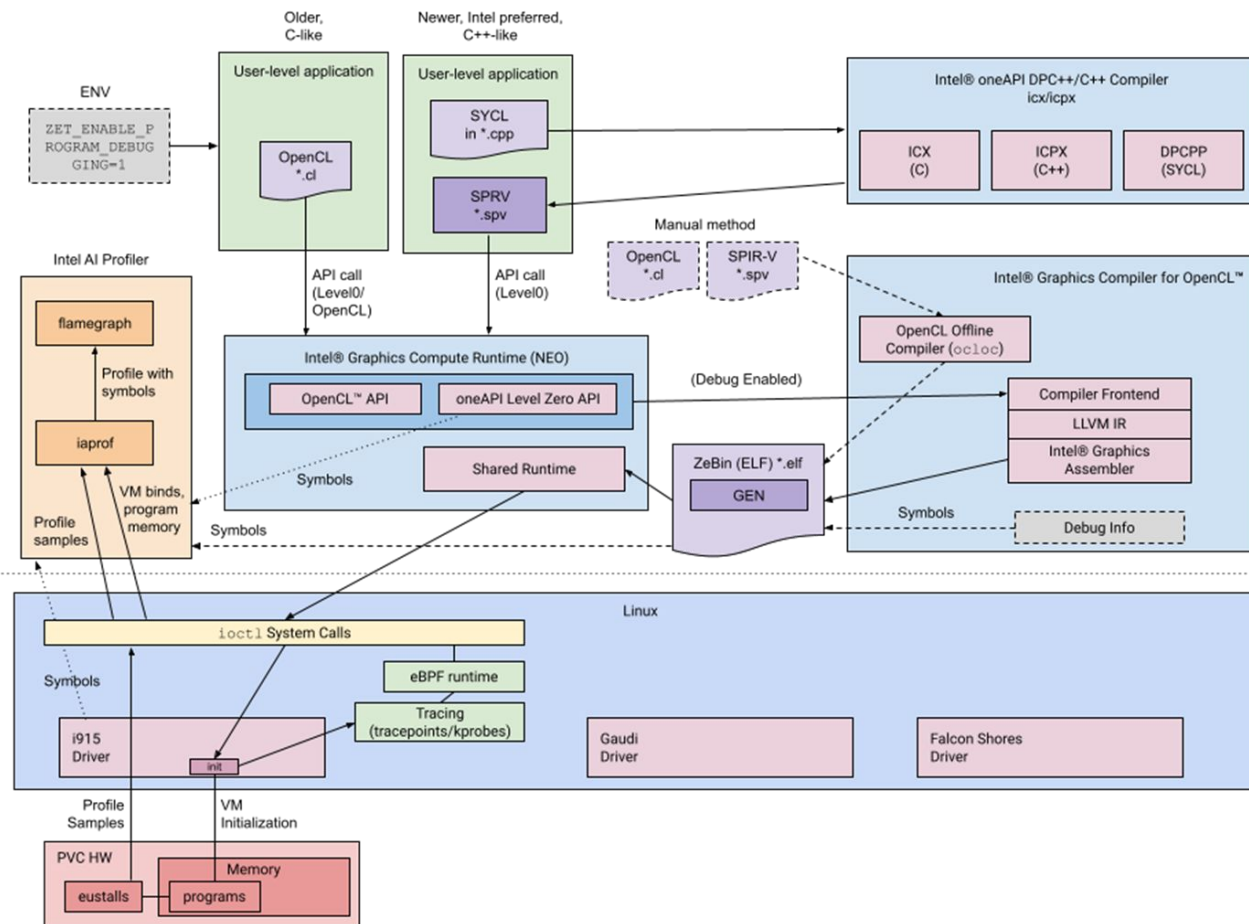 Older,
C-like
Newer, Intel preferred,
C++-like
User-level application
User-level application
Intel® oneAPI DPC++/C++ Compiler
icx/icpx
ENV
ZET_ENABLE_P
ROGRAM_DEBUG
GING=1
OpenCL
*.cl
SYCL
in *.cpp
SPRV
*.spv
ICX
(C)
ICPX
(C++)
DPCPP
(SYCL)
Manual method
OpenCL
*.cl
SPIR-V
*.spv
Intel AI Profiler
API call
(Level0/
OpenCL)
API call
(Level0)
Intel® Graphics Compiler for OpenCL™
flamegraph
Profile with
symbols
iaprof
VM binds,
program
memory
Profile
samples
Intel® Graphics Compute Runtime (NEO)
OpenCL™ API
oneAPI Level Zero API
Shared Runtime
Symbols
(Debug Enabled)
OpenCL Offline
Compiler (ocloc)
Compiler Frontend
LLVM IR
Intel® Graphics
Assembler
ZeBin (ELF) *.elf
GEN
Symbols
Debug Info
Symbols
Linux
ioctl System Calls
eBPF runtime
Tracing
(tracepoints/kprobes)
Symbols
i915
Driver
init
Gaudi
Driver
Falcon Shores
Driver
Profile
Samples
VM
Initialization
PVC HW
Memory
eustalls
programs